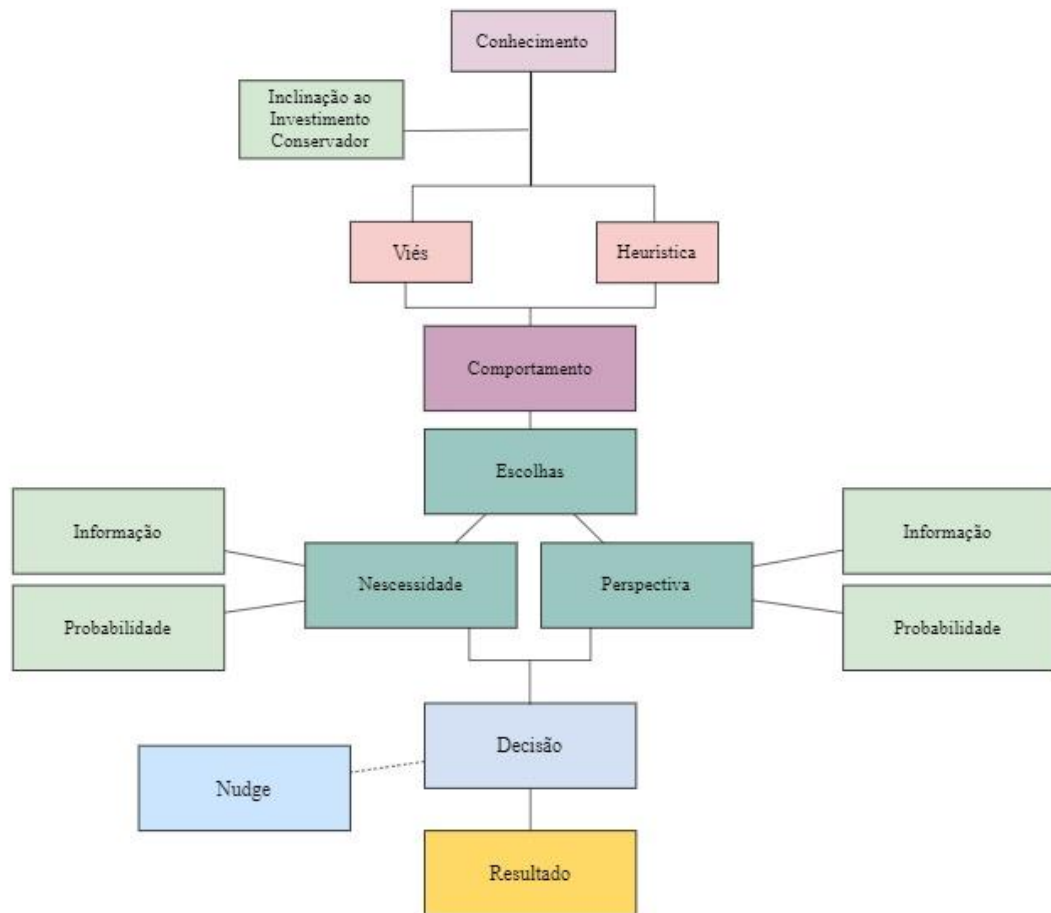 Conhecimento
Inclinação ao
Investimento
Conservador
Viés
Heurística
Comportamento
Escolhas
Informação
Informação
Nescessidade
Perspectiva
Probabilidade
Probabilidade
Decisão
Nudge
Resultado